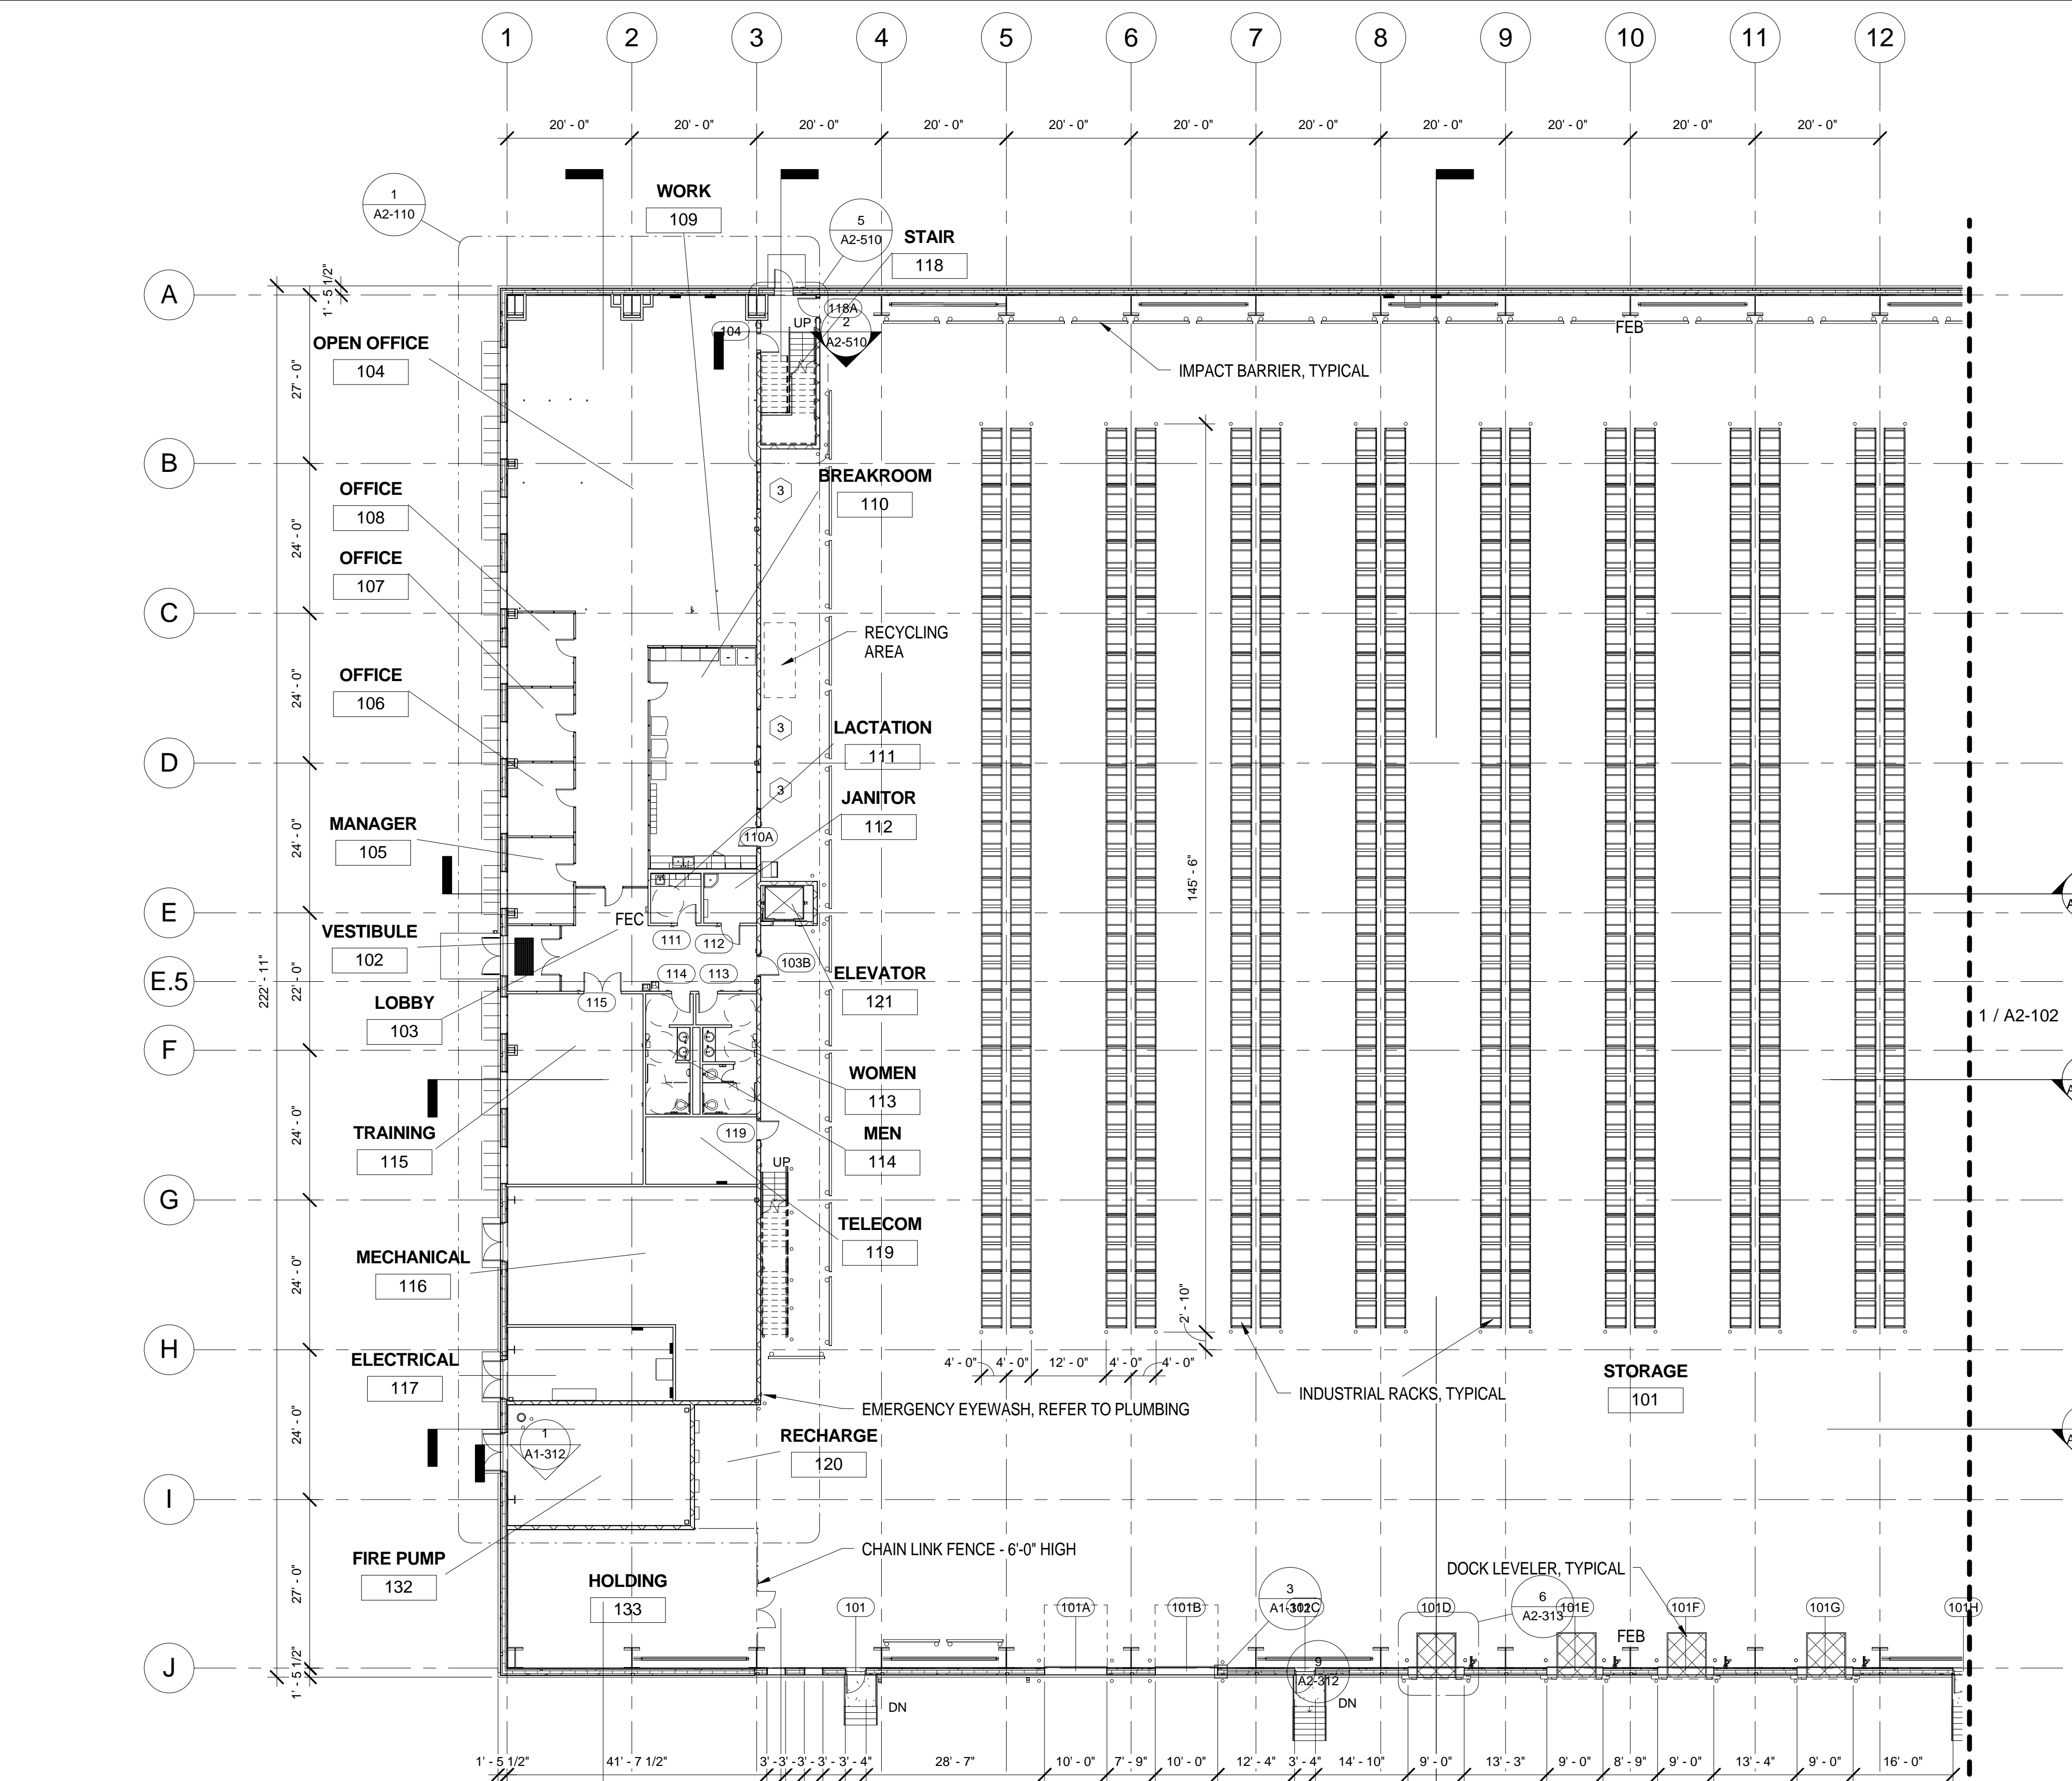 1 2 3 4 5 6 7 8 9 10 11 12
20' - 0" 20' - 0" 20' - 0" 20' - 0" 20' - 0" 20' - 0" 20' - 0" 20' - 0" 20' - 0" 20' - 0" 20' - 0"
1
A2-110
WORK
109
5
A2-510
STAIR
118
A
1' - 5 1/2"
118A
104
UP
2
A2-510
FEB
OPEN OFFICE
104
IMPACT BARRIER, TYPICAL
27' - 0"
B
BREAKROOM
110
3
OFFICE
108
24' - 0"
OFFICE
107
C
RECYCLING
AREA
OFFICE
106
24' - 0"
3
LACTATION
111
D
3
JANITOR
112
MANAGER
105
110A
24' - 0"
145' - 6"
E
FEC
VESTIBULE
102
111
112
103B
114
113
ELEVATOR
121
E.5
22' - 0"
222' - 11"
115
LOBBY
103
1 / A2-102
F
WOMEN
113
24' - 0"
TRAINING
115
119
MEN
114
UP
G
TELECOM
119
MECHANICAL
116
24' - 0"
2' - 10"
H
ELECTRICAL
117
4' - 0" 4' - 0" 12' - 0" 4' - 0" 4' - 0"
STORAGE
101
INDUSTRIAL RACKS, TYPICAL
EMERGENCY EYEWASH, REFER TO PLUMBING
24' - 0"
1
A1-312
RECHARGE
120
I
FIRE PUMP
132
CHAIN LINK FENCE - 6'-0" HIGH
DOCK LEVELER, TYPICAL
HOLDING
133
27' - 0"
101
101A
101B
3
A1-312
101C
101D
6
A2-313
101E
101F
101G
101H
FEB
J
1' - 5 1/2"
9
A2-312
DN
DN
1' - 5 1/2" 41' - 7 1/2" 3' - 3' - 3' - 3' - 3' - 4" 28' - 7" 10' - 0" 7' - 9" 10' - 0" 12' - 4" 3' - 4" 14' - 10" 9' - 0" 13' - 3" 9' - 0" 8' - 9" 9' - 0" 13' - 4" 9' - 0" 16' - 0"